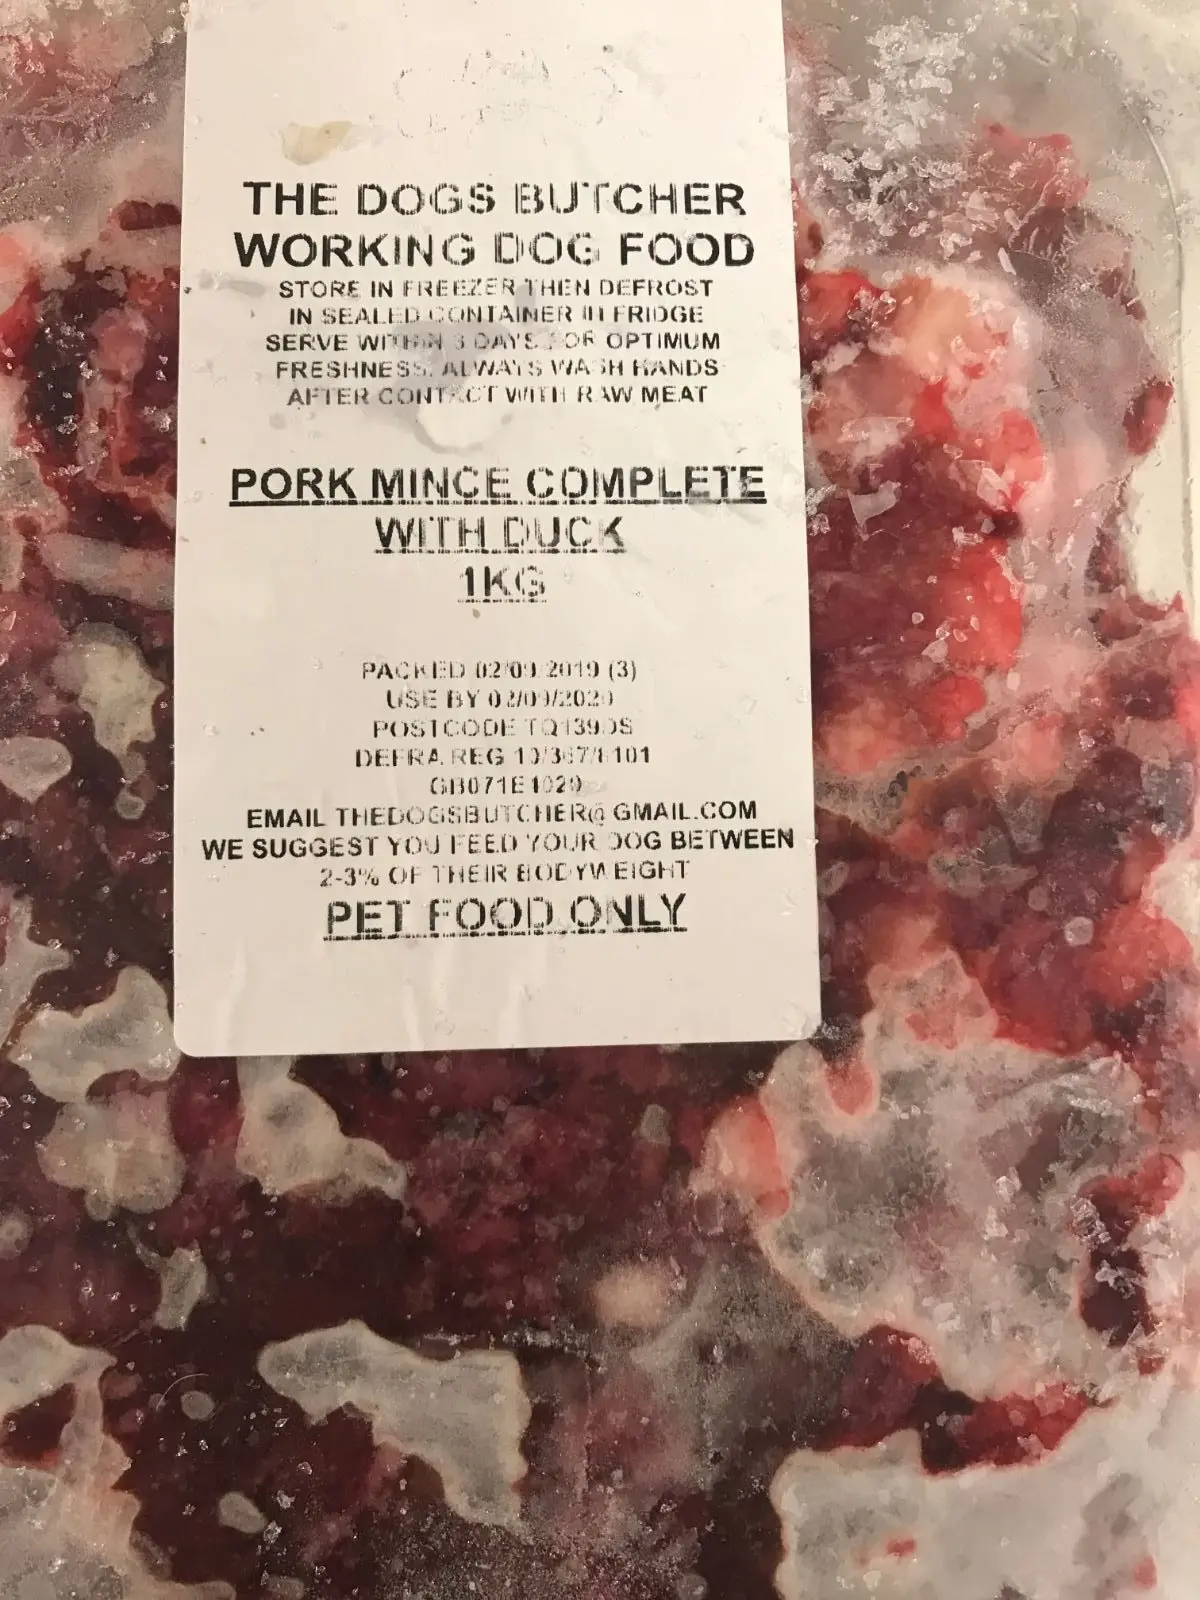 THE DOGS BUTCHER
WORKING DOG FOOD
STORE IN FREEZER THEN DEFROST
IN SEALED CONTAINER IN FRIDGE
SERVE WITHIN 3 DAYS FOR OPTIMUM
FRESHNESS. ALWAYS WASH HANDS
AFTER CONTACT WITH RAW MEAT
PORK MINCE COMPLETE
WITH DUCK
1KG
PACKED 02/09/2019 (3)
USE BY 02/09/2020
POSTCODE TQ139DS
DEFRA REG
EMAIL THEDOGSBUTCHER@GMAIL.COM
WE SUGGEST YOU FEED YOUR DOG BETWEEN
2-3% OF THEIR BODYWEIGHT
PET FOOD ONLY